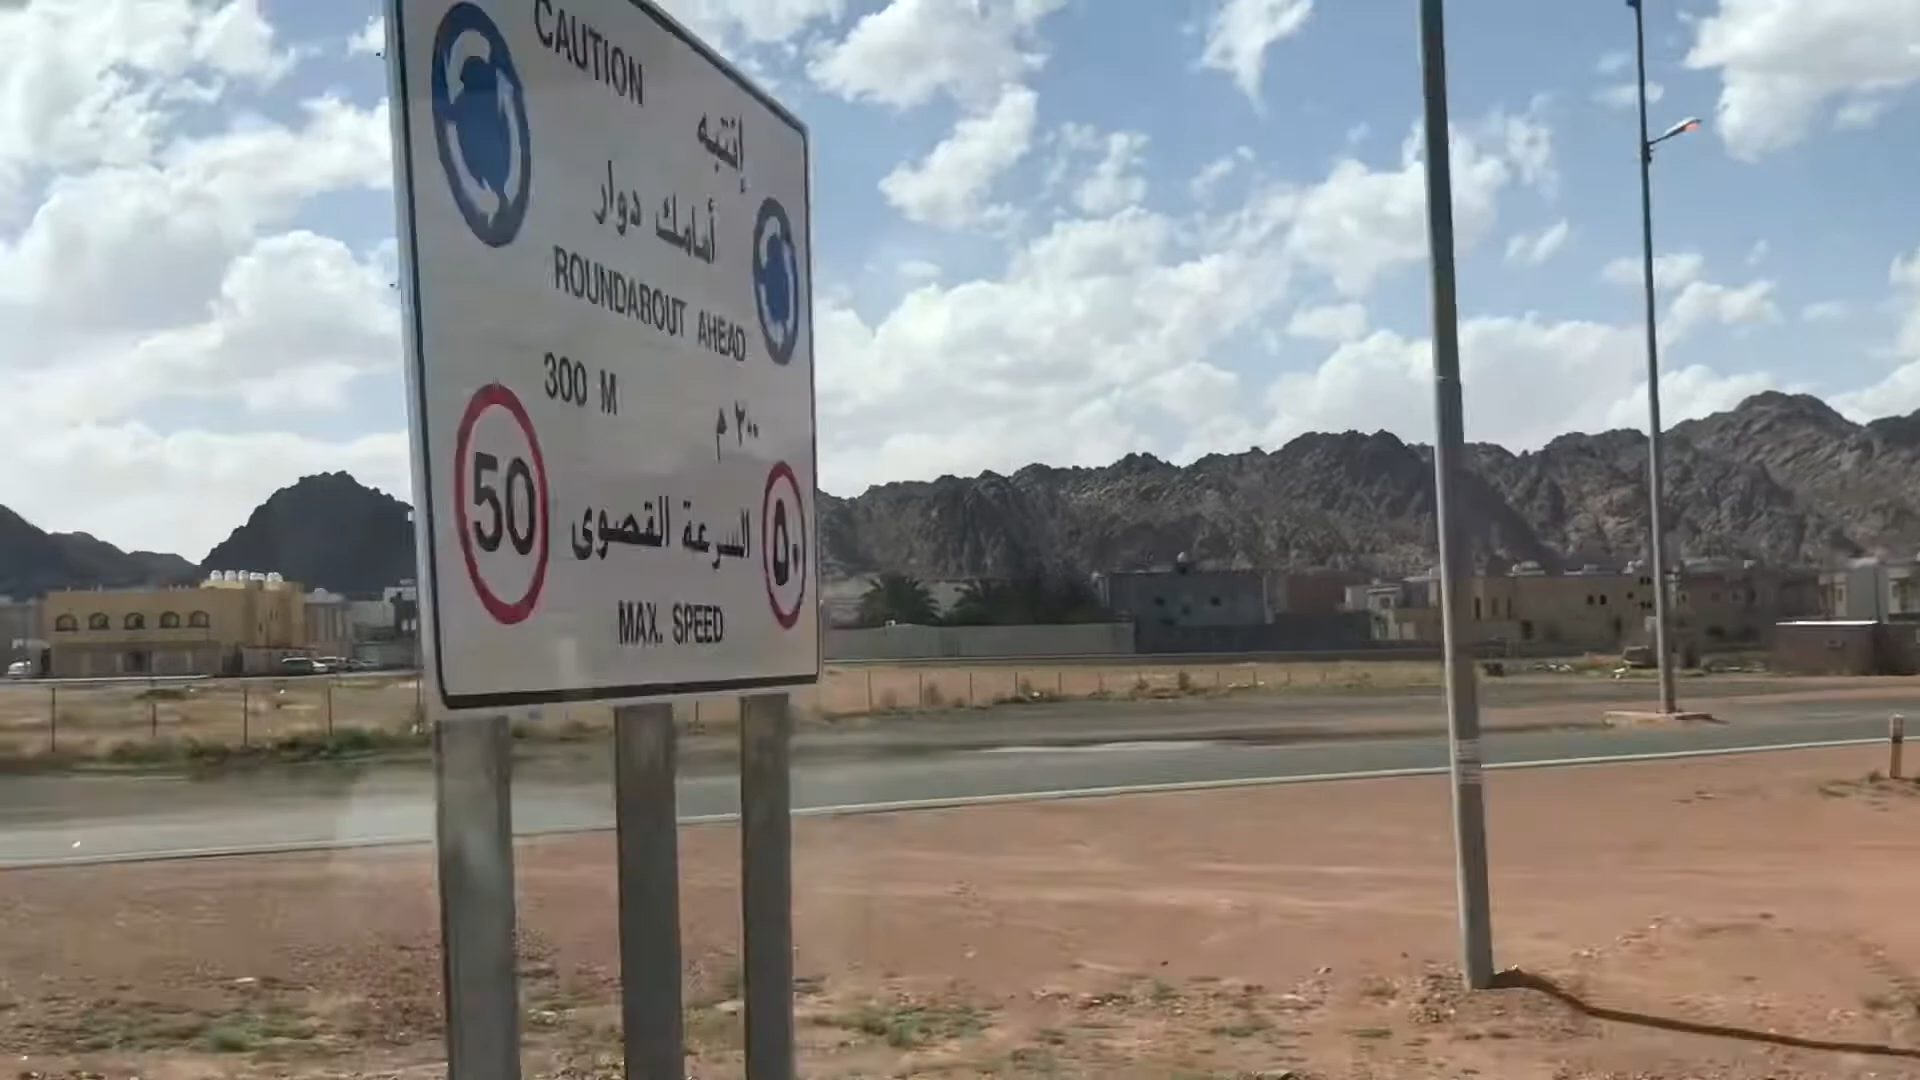 CAUTION
إنتبه
أمامك دوار
ROUNDABOUT AHEAD
300 M
٣٠٠ م
50
السرعة القصوى
٥٠
MAX. SPEED